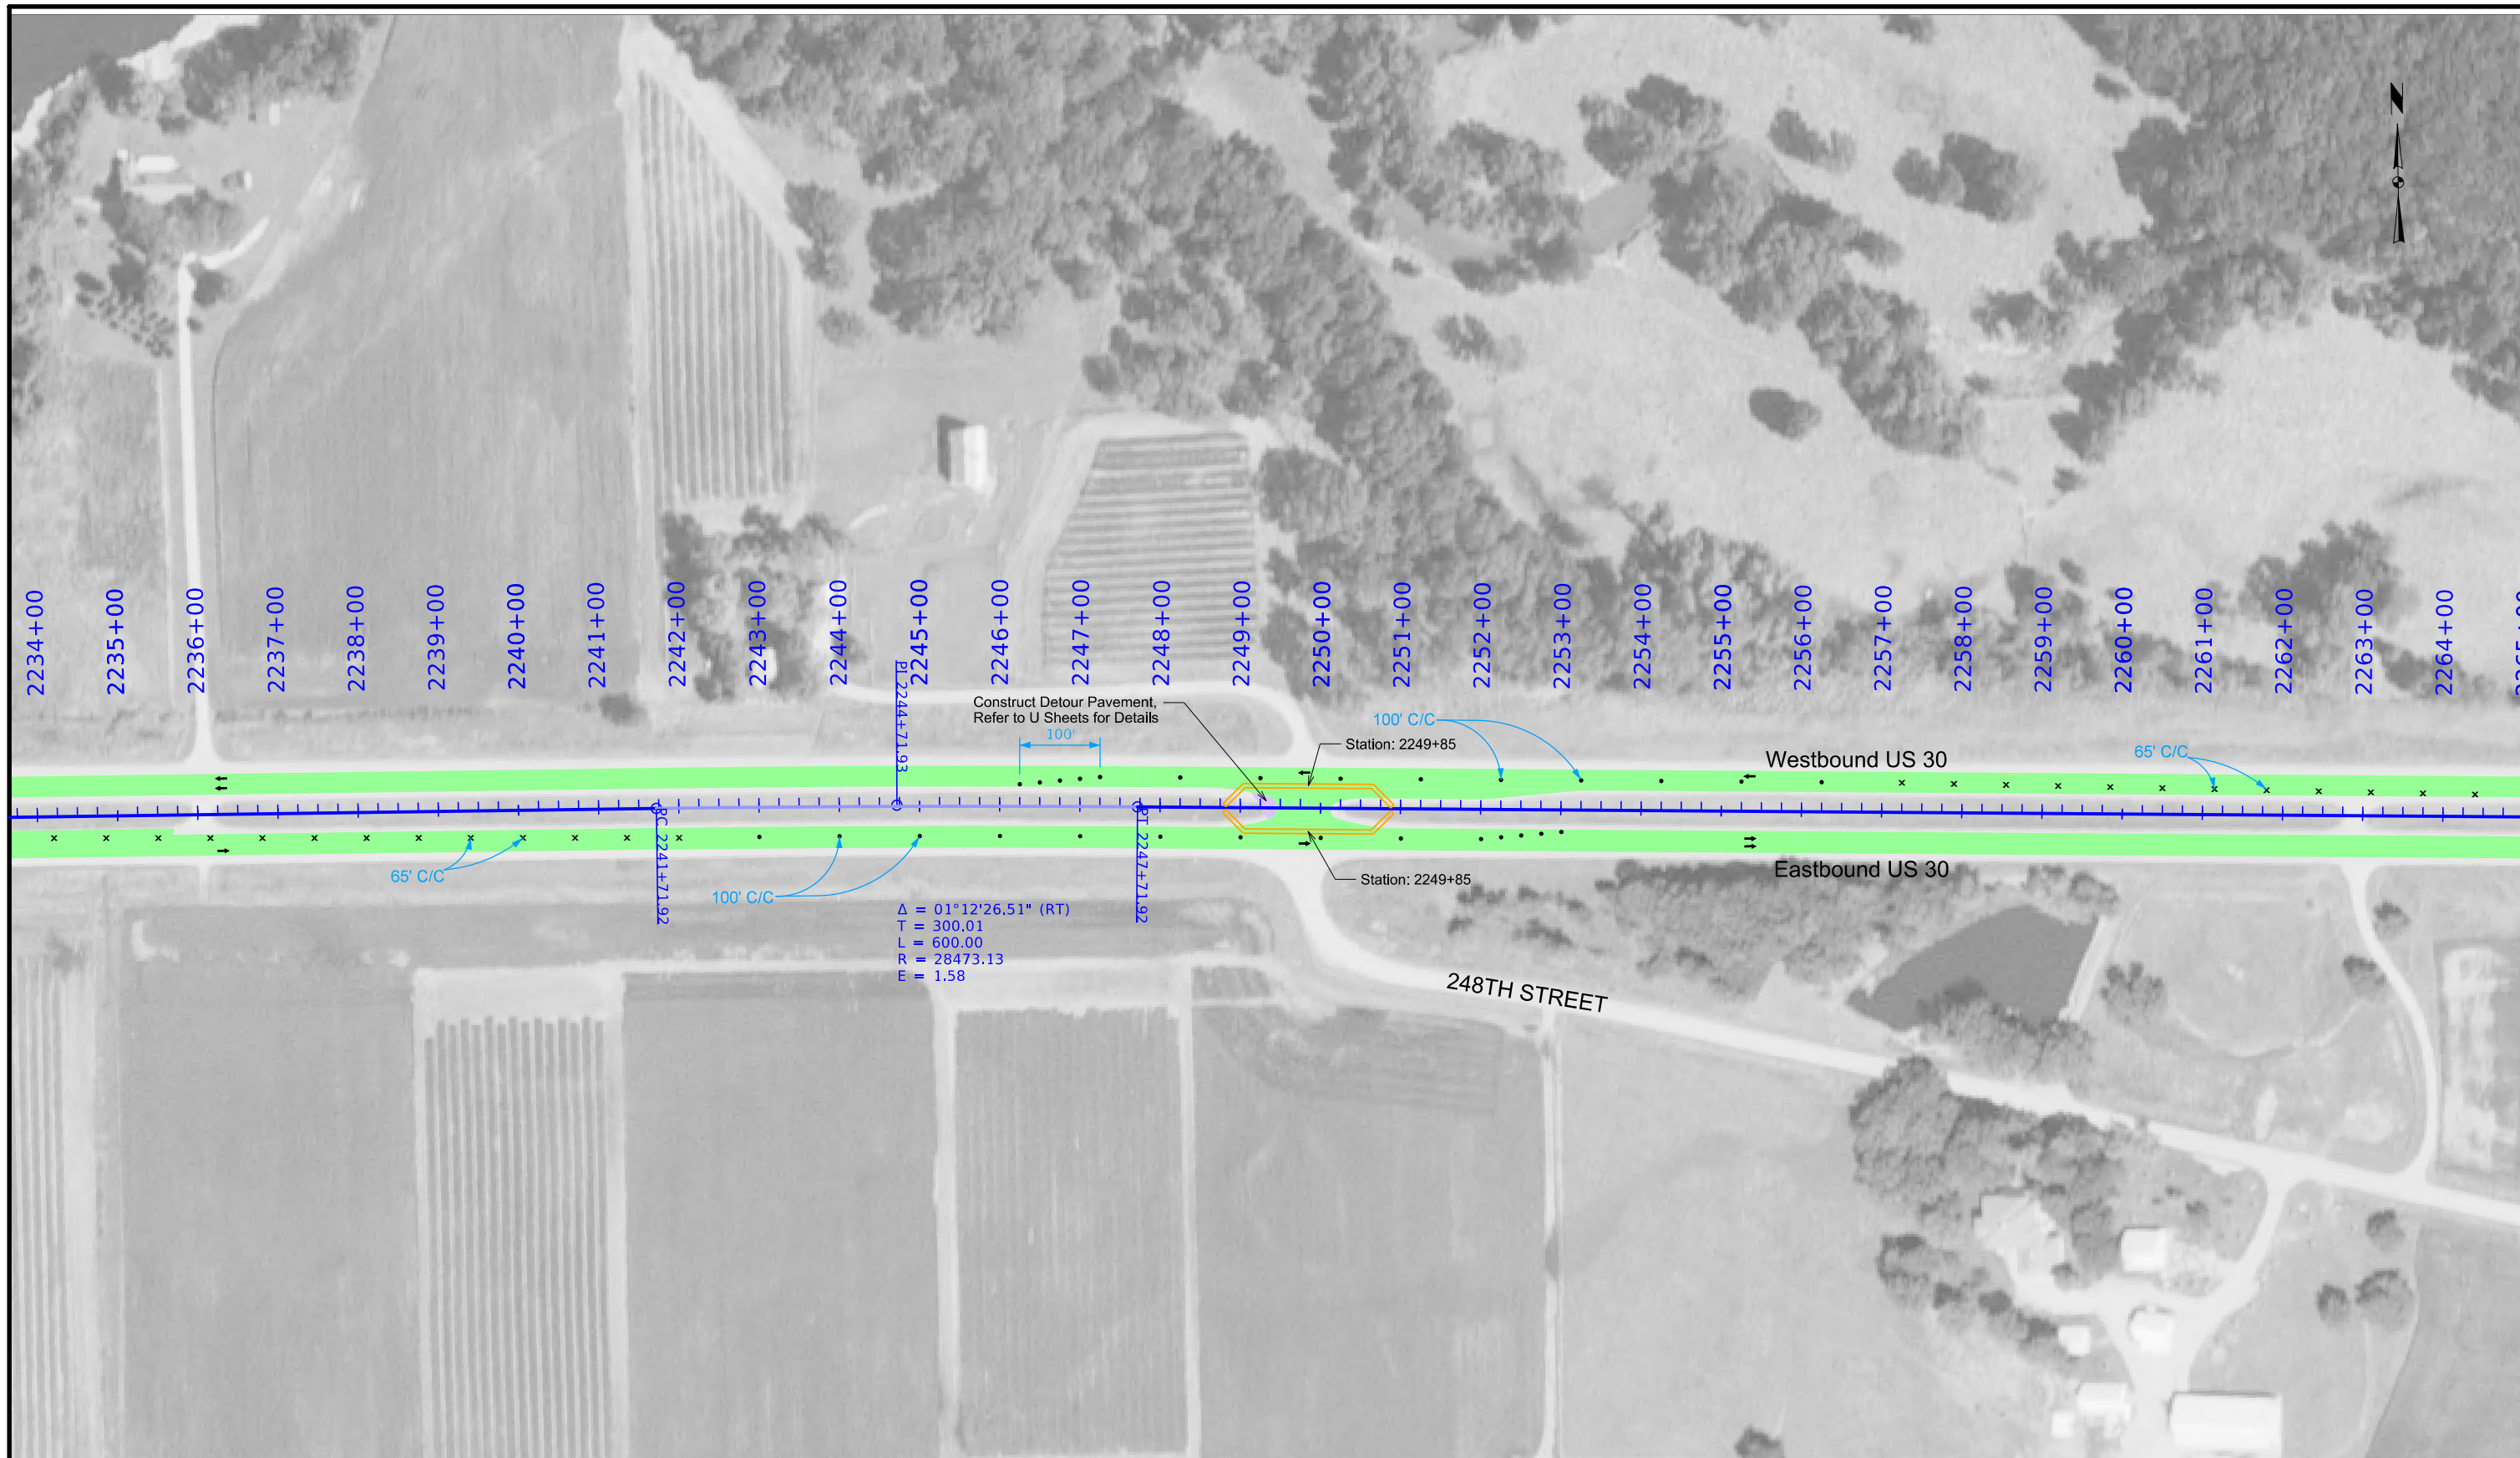 N
2234+00
2235+00
2236+00
2237+00
2238+00
2239+00
2240+00
2241+00
2242+00
2243+00
2244+00
2245+00
2246+00
2247+00
2248+00
2249+00
2250+00
2251+00
2252+00
2253+00
2254+00
2255+00
2256+00
2257+00
2258+00
2259+00
2260+00
2261+00
2262+00
2263+00
2264+00
2265+00
PI 2244+71.93
Construct Detour Pavement,
Refer to U Sheets for Details
100'
100' C/C
Station: 2249+85
Westbound US 30
65' C/C
PC 2241+71.92
PT 2247+71.92
65' C/C
100' C/C
Station: 2249+85
Eastbound US 30
Δ = 01°12'26.51" (RT)
T = 300.01
L = 600.00
R = 28473.13
E = 1.58
248TH STREET